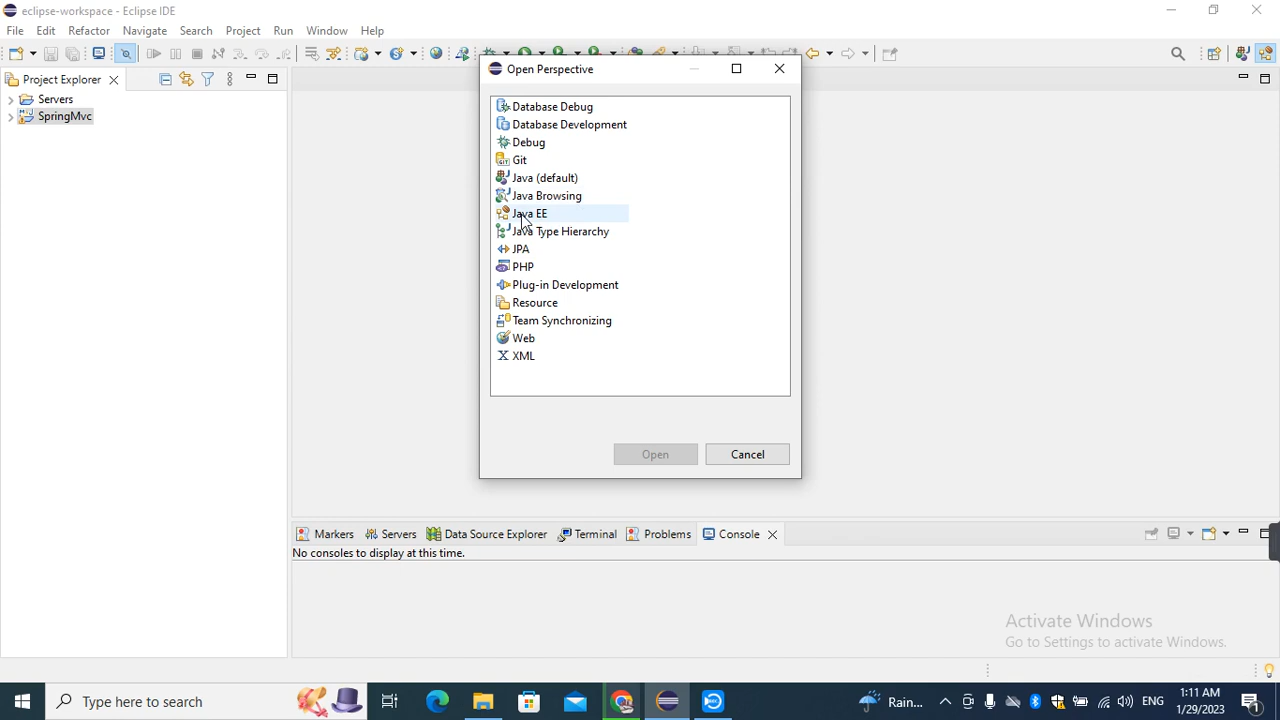 eclipse-workspace - Eclipse IDE
File Edit Refactor Navigate Search Project Run Window Help
Project Explorer
Servers
SpringMvc
Open Perspective
Database Debug
Database Development
Debug
Git
Java (default)
Java Browsing
Java EE
Java Type Hierarchy
JPA
PHP
Plug-in Development
Resource
Team Synchronizing
Web
XML
Open Cancel
Markers Servers Data Source Explorer Terminal Problems Console
No consoles to display at this time.
Activate Windows
Go to Settings to activate Windows.
Type here to search
Rain... ENG
1:11 AM
1/29/2023
1